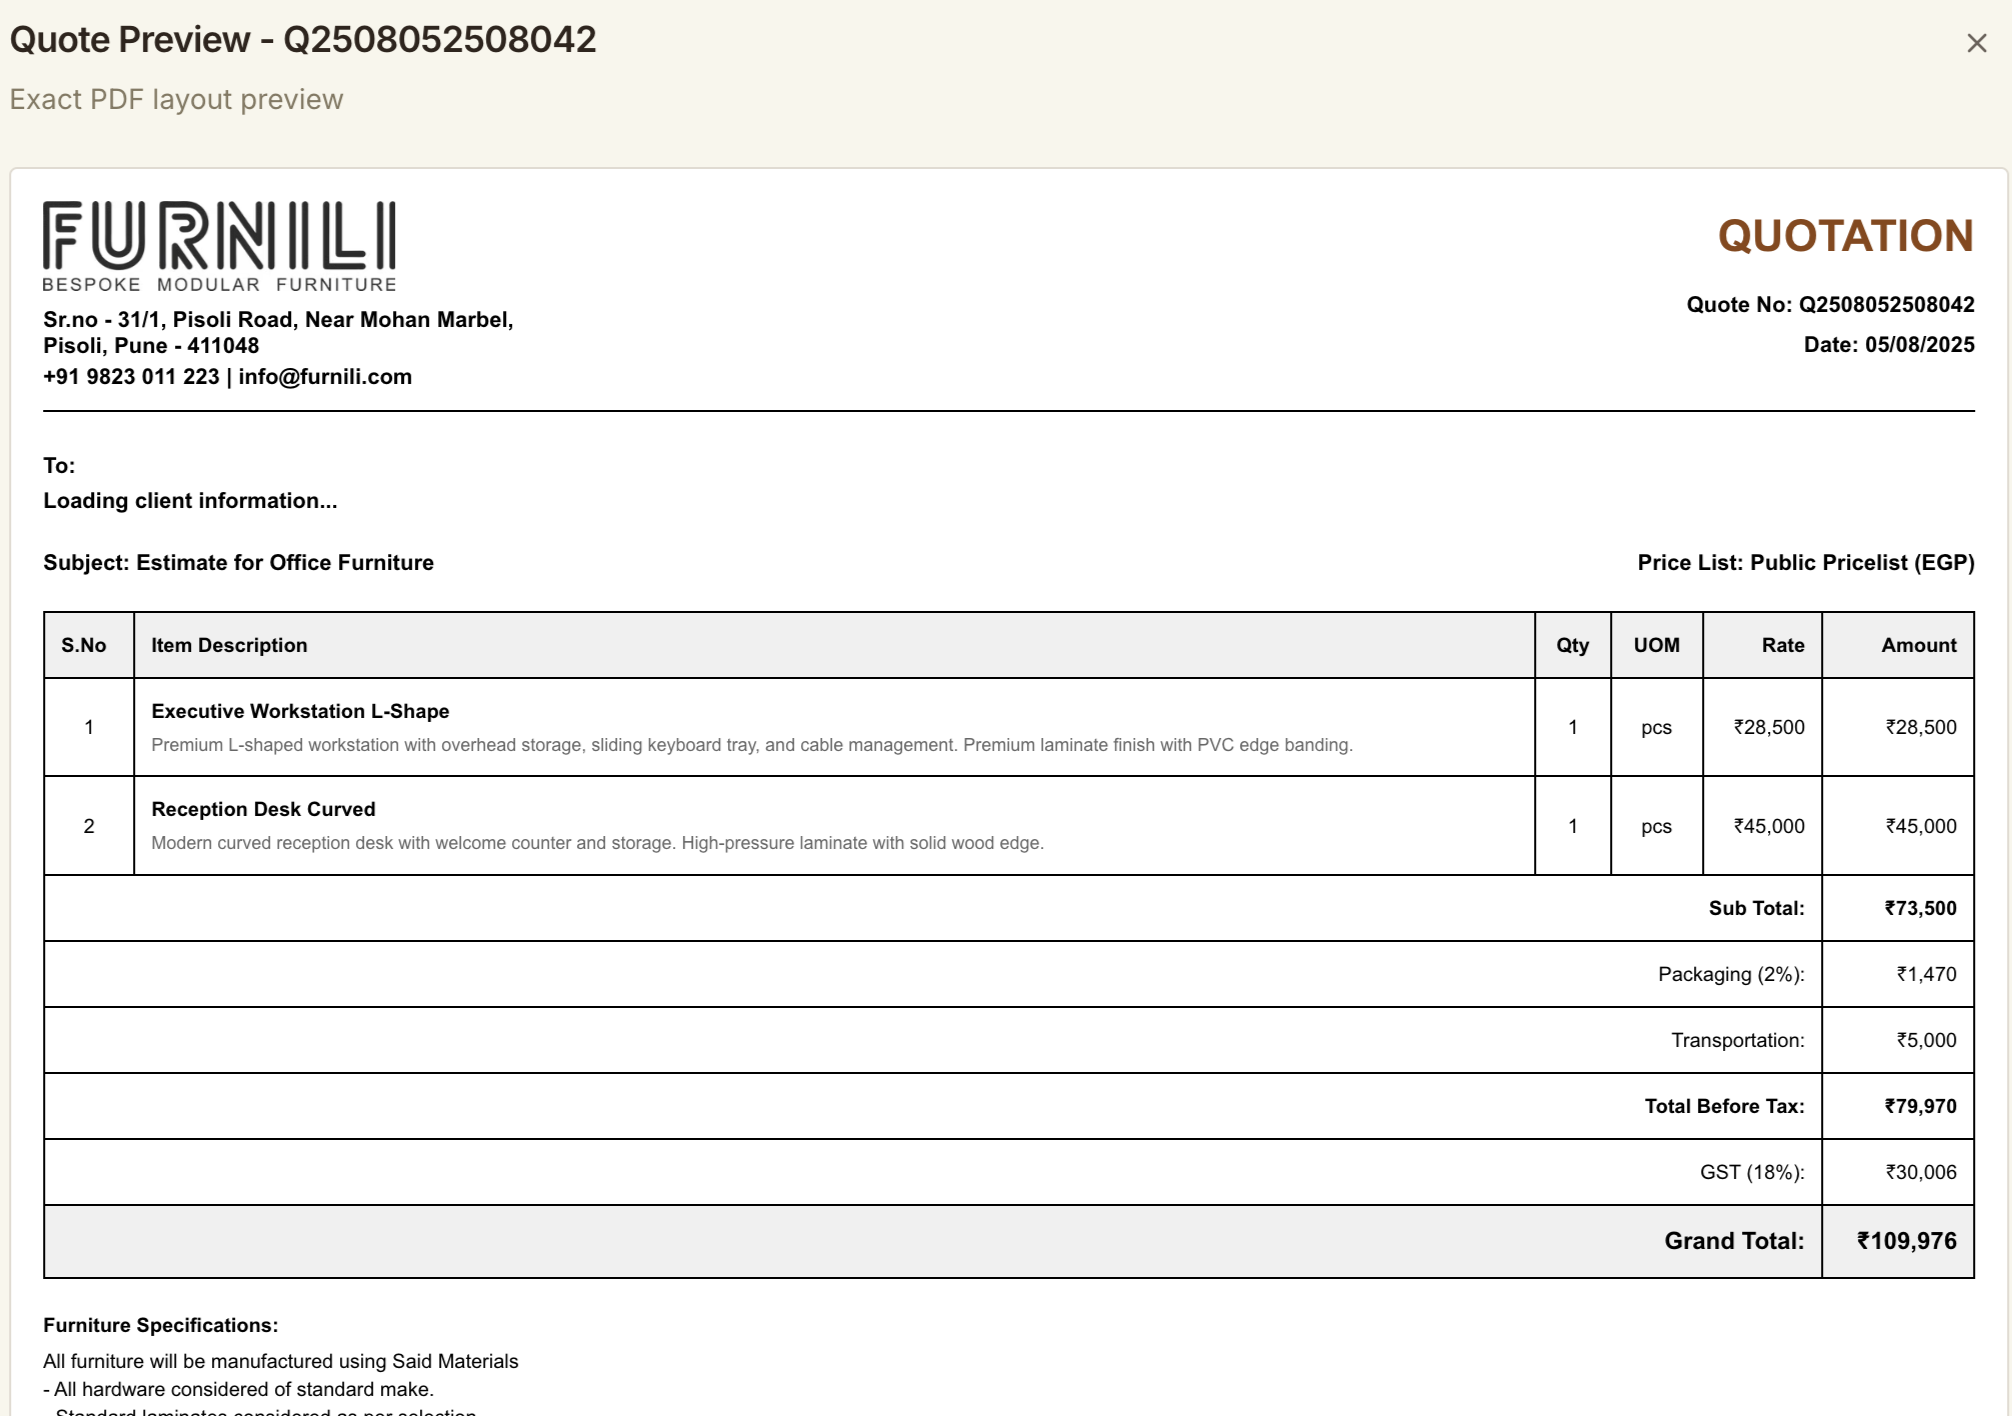 Quote Preview - Q2508052508042
Exact PDF layout preview
FURNILI
BESPOKE MODULAR FURNITURE
Sr.no - 31/1, Pisoli Road, Near Mohan Marbel,
Pisoli, Pune - 411048
+91 9823 011 223 | info@furnili.com
QUOTATION
Quote No: Q2508052508042
Date: 05/08/2025
To:
Loading client information...
Subject: Estimate for Office Furniture
Price List: Public Pricelist (EGP)
S.No Item Description Qty UOM Rate Amount
1 Executive Workstation L-Shape 1 pcs ₹28,500 ₹28,500
Premium L-shaped workstation with overhead storage, sliding keyboard tray, and cable management. Premium laminate finish with PVC edge banding.
2 Reception Desk Curved 1 pcs ₹45,000 ₹45,000
Modern curved reception desk with welcome counter and storage. High-pressure laminate with solid wood edge.
Sub Total: ₹73,500
Packaging (2%): ₹1,470
Transportation: ₹5,000
Total Before Tax: ₹79,970
GST (18%): ₹30,006
Grand Total: ₹109,976
Furniture Specifications:
All furniture will be manufactured using Said Materials
- All hardware considered of standard make.
- Standard laminates considered as per selection